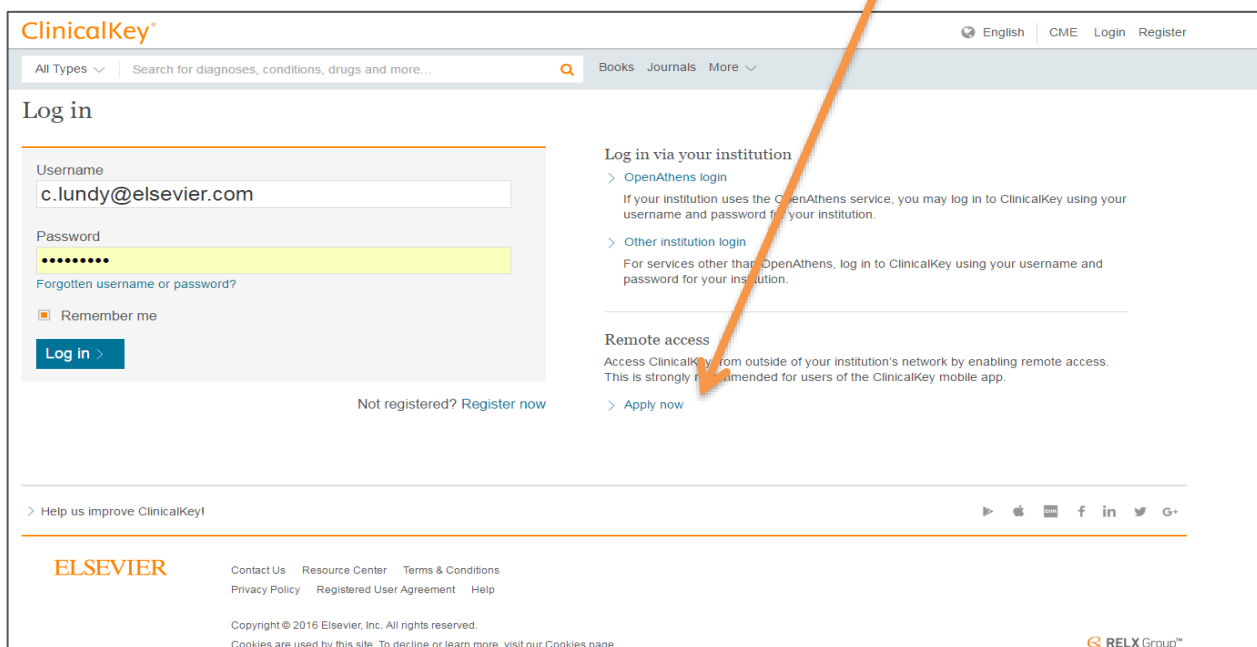 ClinicalKey®
English CME Login Register
All Types Search for diagnoses, conditions, drugs and more... Books Journals More
Log in
Username
c.lundy@elsevier.com
Password
•••••••••
Forgotten username or password?
Remember me
Log in >
Not registered? Register now
Log in via your institution
> OpenAthens login
If your institution uses the OpenAthens service, you may log in to ClinicalKey using your
username and password for your institution.
> Other institution login
For services other than OpenAthens, log in to ClinicalKey using your username and
password for your institution.
Remote access
Access ClinicalKey from outside of your institution's network by enabling remote access.
This is strongly recommended for users of the ClinicalKey mobile app.
> Apply now
> Help us improve ClinicalKey!
EHR f in G+
ELSEVIER
Contact Us Resource Center Terms & Conditions
Privacy Policy Registered User Agreement Help
Copyright © 2016 Elsevier, Inc. All rights reserved.
Cookies are used by this site. To decline or learn more, visit our Cookies page.
RELX Group™